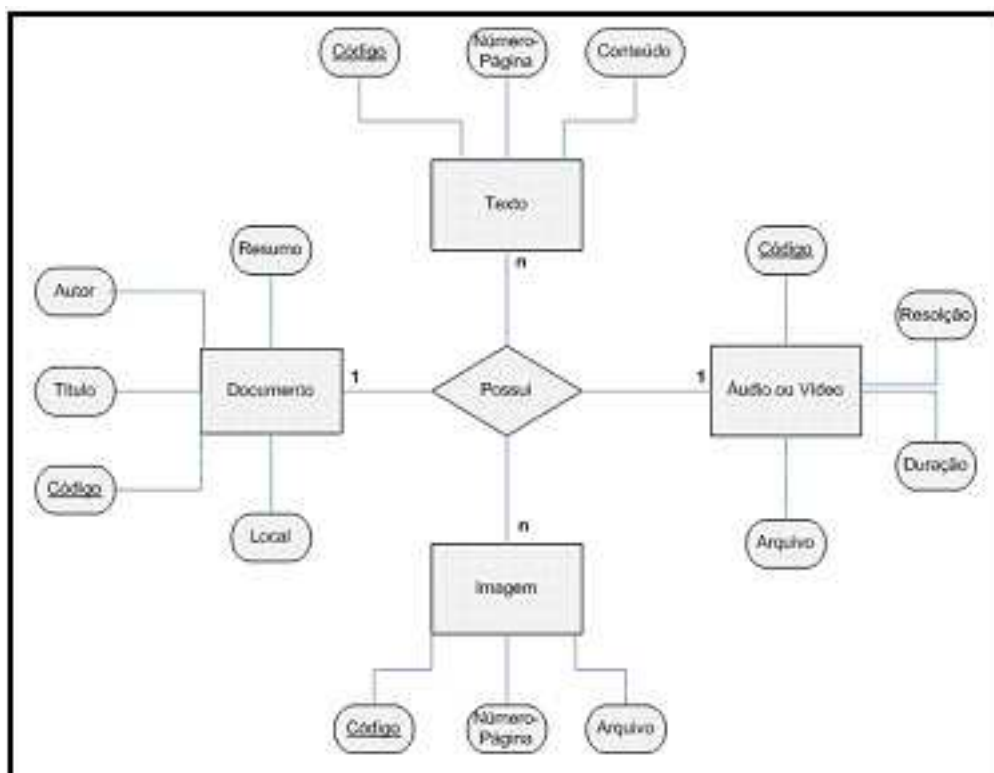 Código
Número-
Página
Conteúdo
Texto
n
Resumo
Código
Autor
Resolção
Documento
1
Possui
1
Áudio ou Vídeo
Título
Código
Duração
Local
n
Arquivo
Imagem
Código
Número-
Página
Arquivo